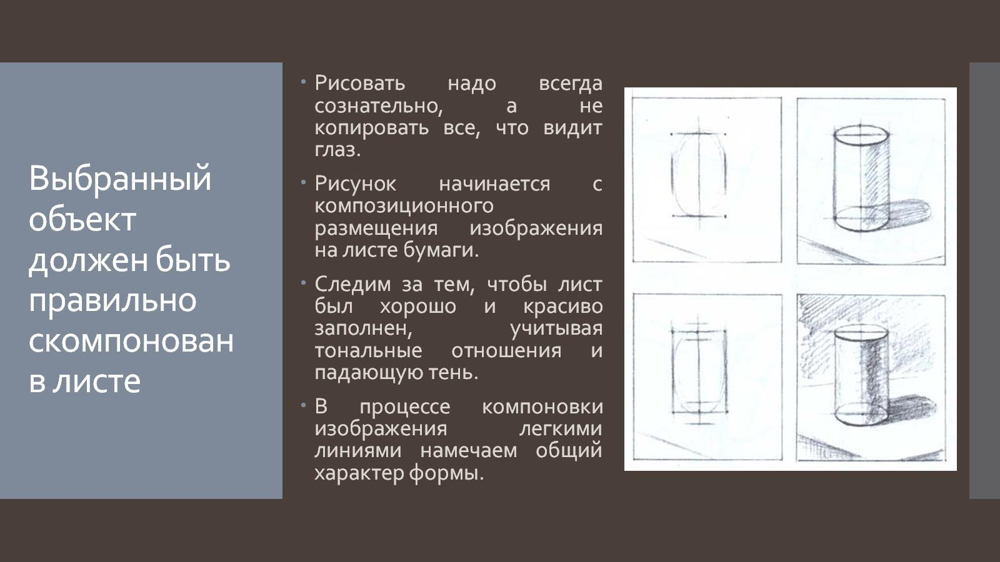 Выбранный
объект
должен быть
правильно
скомпонован
в листе
• Рисовать надо всегда
сознательно, а не
копировать все, что видит
глаз.
• Рисунок начинается с
композиционного
размещения изображения
на листе бумаги.
• Следим за тем, чтобы лист
был хорошо и красиво
заполнен, учитывая
тональные отношения и
падающую тень.
• В процессе компоновки
изображения легкими
линиями намечаем общий
характер формы.